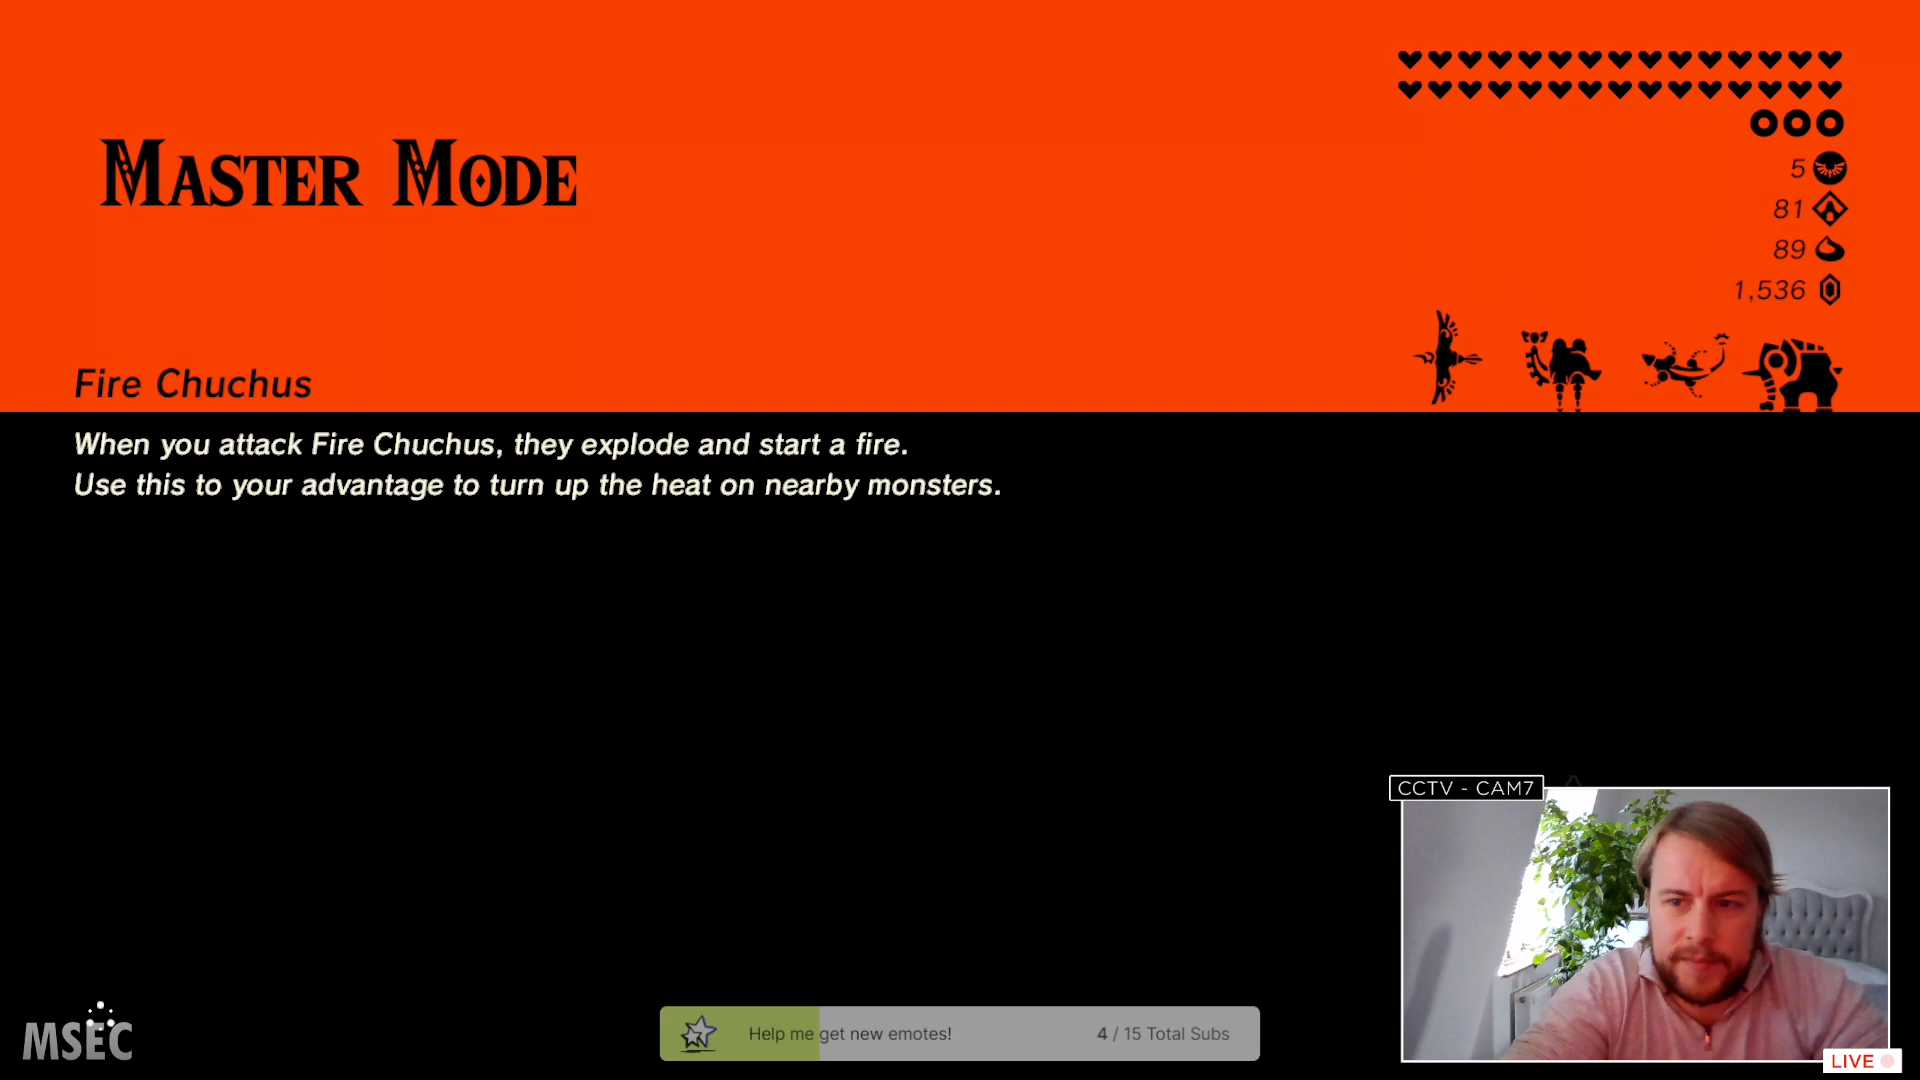 Master Mode
5
81
89
1,536
Fire Chuchus
When you attack Fire Chuchus, they explode and start a fire.
Use this to your advantage to turn up the heat on nearby monsters.
CCTV - CAM7
MSEC
Help me get new emotes! 4 / 15 Total Subs
LIVE